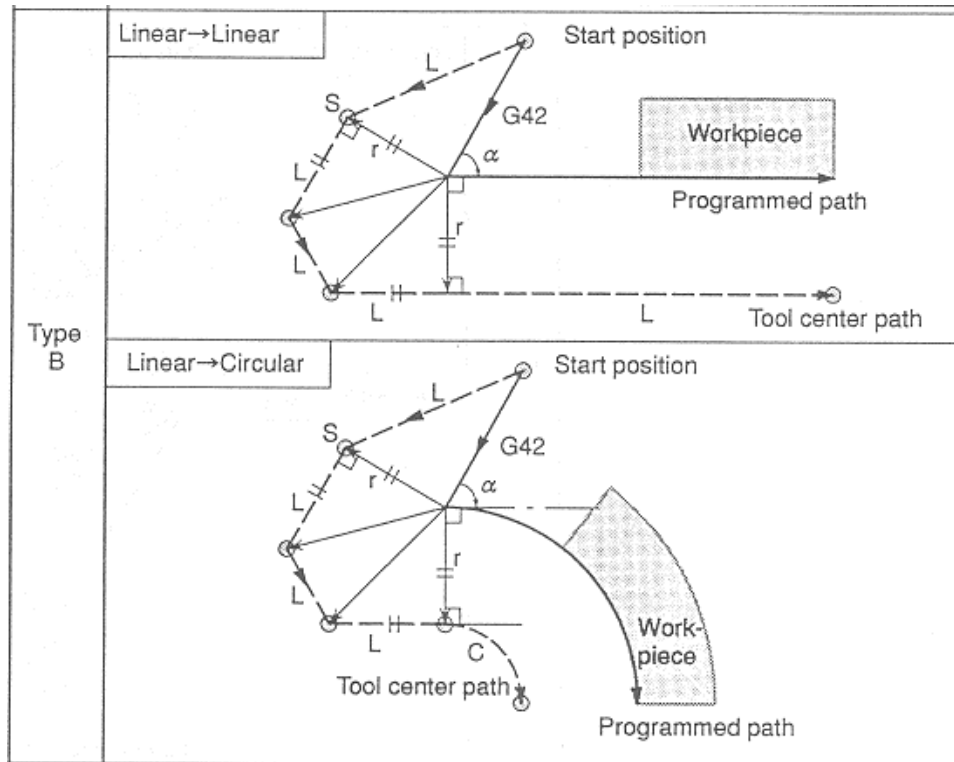 Type
B
Linear→Linear
Start position
L
S
G42
r
α
L
Workpiece
Programmed path
r
L
L
L
Tool center path
Linear→Circular
Start position
L
S
G42
r
α
L
r
L
L
C
Work-
piece
Tool center path
Programmed path